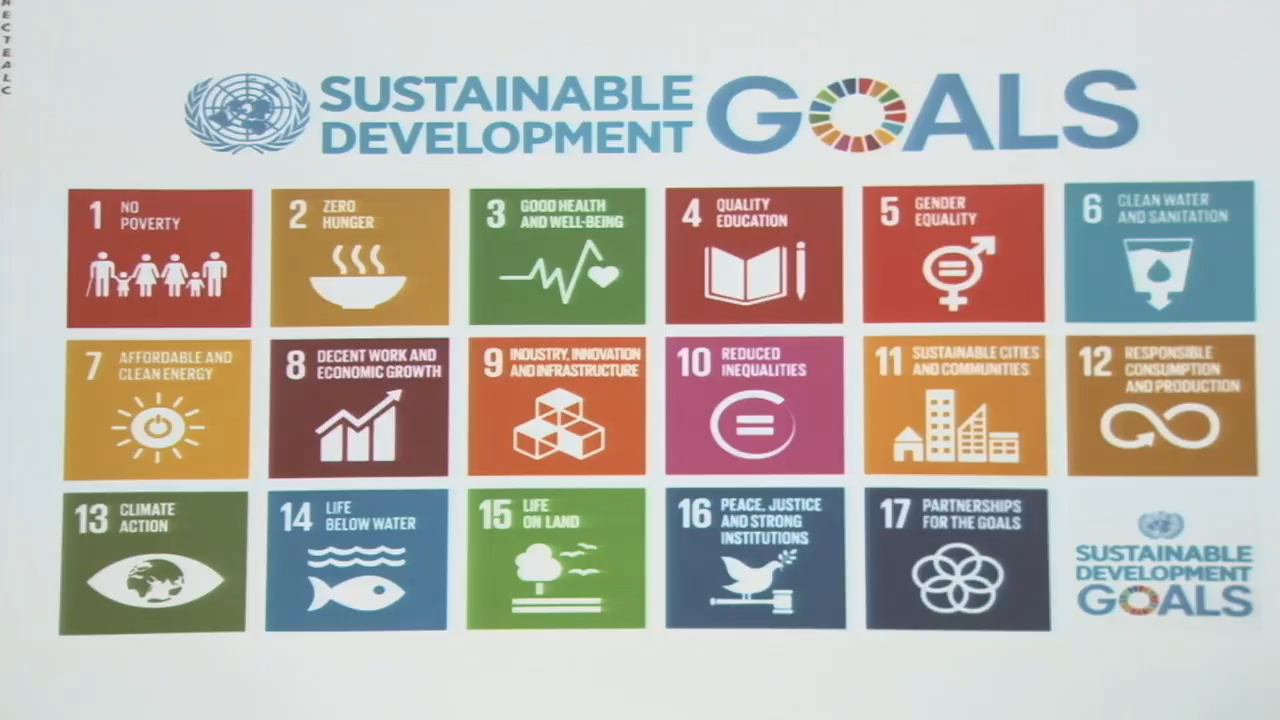 SUSTAINABLE
DEVELOPMENT
GOALS
1 NO
POVERTY
2 ZERO
HUNGER
3 GOOD HEALTH
AND WELL-BEING
4 QUALITY
EDUCATION
5 GENDER
EQUALITY
6 CLEAN WATER
AND SANITATION
7 AFFORDABLE AND
CLEAN ENERGY
8 DECENT WORK AND
ECONOMIC GROWTH
9 INDUSTRY, INNOVATION
AND INFRASTRUCTURE
10 REDUCED
INEQUALITIES
11 SUSTAINABLE CITIES
AND COMMUNITIES
12 RESPONSIBLE
CONSUMPTION
AND PRODUCTION
13 CLIMATE
ACTION
14 LIFE
BELOW WATER
15 LIFE
ON LAND
16 PEACE, JUSTICE
AND STRONG
INSTITUTIONS
17 PARTNERSHIPS
FOR THE GOALS
SUSTAINABLE
DEVELOPMENT
GOALS